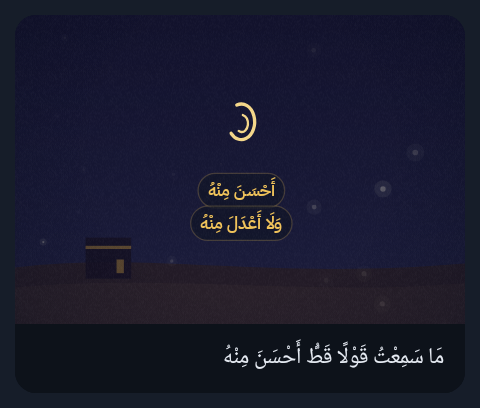 أَحْسَنَ مِنْهُ
وَلَا أَعْدَلَ مِنْهُ
مَا سَمِعْتُ قَوْلًا قَطُّ أَحْسَنَ مِنْهُ